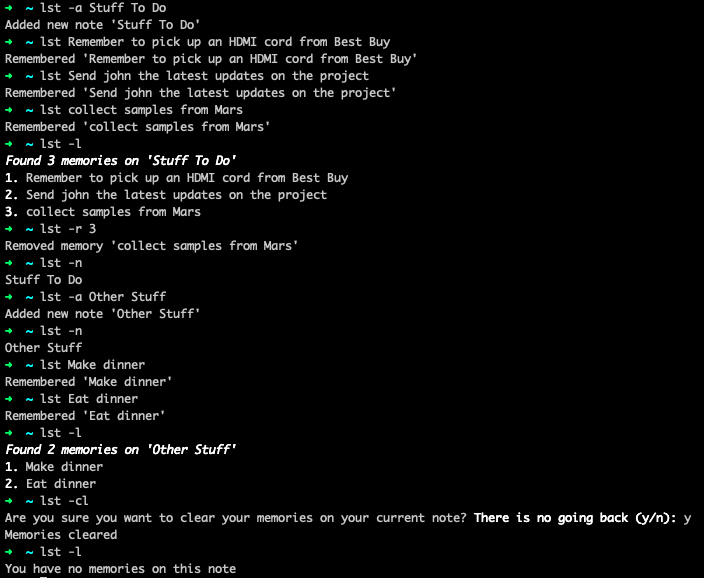 ➜  ~ lst -a Stuff To Do
Added new note 'Stuff To Do'
➜  ~ lst Remember to pick up an HDMI cord from Best Buy
Remembered 'Remember to pick up an HDMI cord from Best Buy'
➜  ~ lst Send john the latest updates on the project
Remembered 'Send john the latest updates on the project'
➜  ~ lst collect samples from Mars
Remembered 'collect samples from Mars'
➜  ~ lst -l
Found 3 memories on 'Stuff To Do'
1. Remember to pick up an HDMI cord from Best Buy
2. Send john the latest updates on the project
3. collect samples from Mars
➜  ~ lst -r 3
Removed memory 'collect samples from Mars'
➜  ~ lst -n
Stuff To Do
➜  ~ lst -a Other Stuff
Added new note 'Other Stuff'
➜  ~ lst -n
Other Stuff
➜  ~ lst Make dinner
Remembered 'Make dinner'
➜  ~ lst Eat dinner
Remembered 'Eat dinner'
➜  ~ lst -l
Found 2 memories on 'Other Stuff'
1. Make dinner
2. Eat dinner
➜  ~ lst -cl
Are you sure you want to clear your memories on your current note? There is no going back (y/n): y
Memories cleared
➜  ~ lst -l
You have no memories on this note